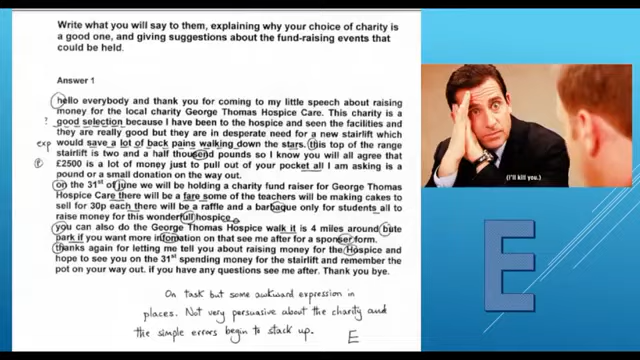 Write what you will say to them, explaining why your choice of charity is
a good one, and giving suggestions about the fund-raising events that
could be held.
Answer 1
hello everybody and thank you for coming to my little speech about raising
money for the local charity George Thomas Hospice Care. This charity is a
? good selection because I have been to the hospice and seen the facilities and
they are really good but they are in desperate need for a new stairlift which
exp would save a lot of back pains walking down the stars. this top of the range
stairlift is two and a half thousend pounds so I know you will all agree that
£2500 is a lot of money just to pull out of your pocket all I am asking is a
pound or a small donation on the way out.
on the 31st of june we will be holding a charity fund raiser for George Thomas
Hospice Care there will be a fare some of the teachers will be making cakes to
sell for 30p each there will be a raffle and a barbaque only for students all to
raise money for this wonderfull hospice.
you can also do the George Thomas Hospice walk it is 4 miles around bute
park if you want more infomation on that see me after for a sponser form.
thanks again for letting me tell you about raising money for the Hospice and
hope to see you on the 31st spending money for the stairlift and remember the
pot on your way out. if you have any questions see me after. Thank you bye.
On task but some awkward expression in
places. Not very persuasive about the charity and
the simple errors begin to stack up.
E
(I'll kill you.)
E